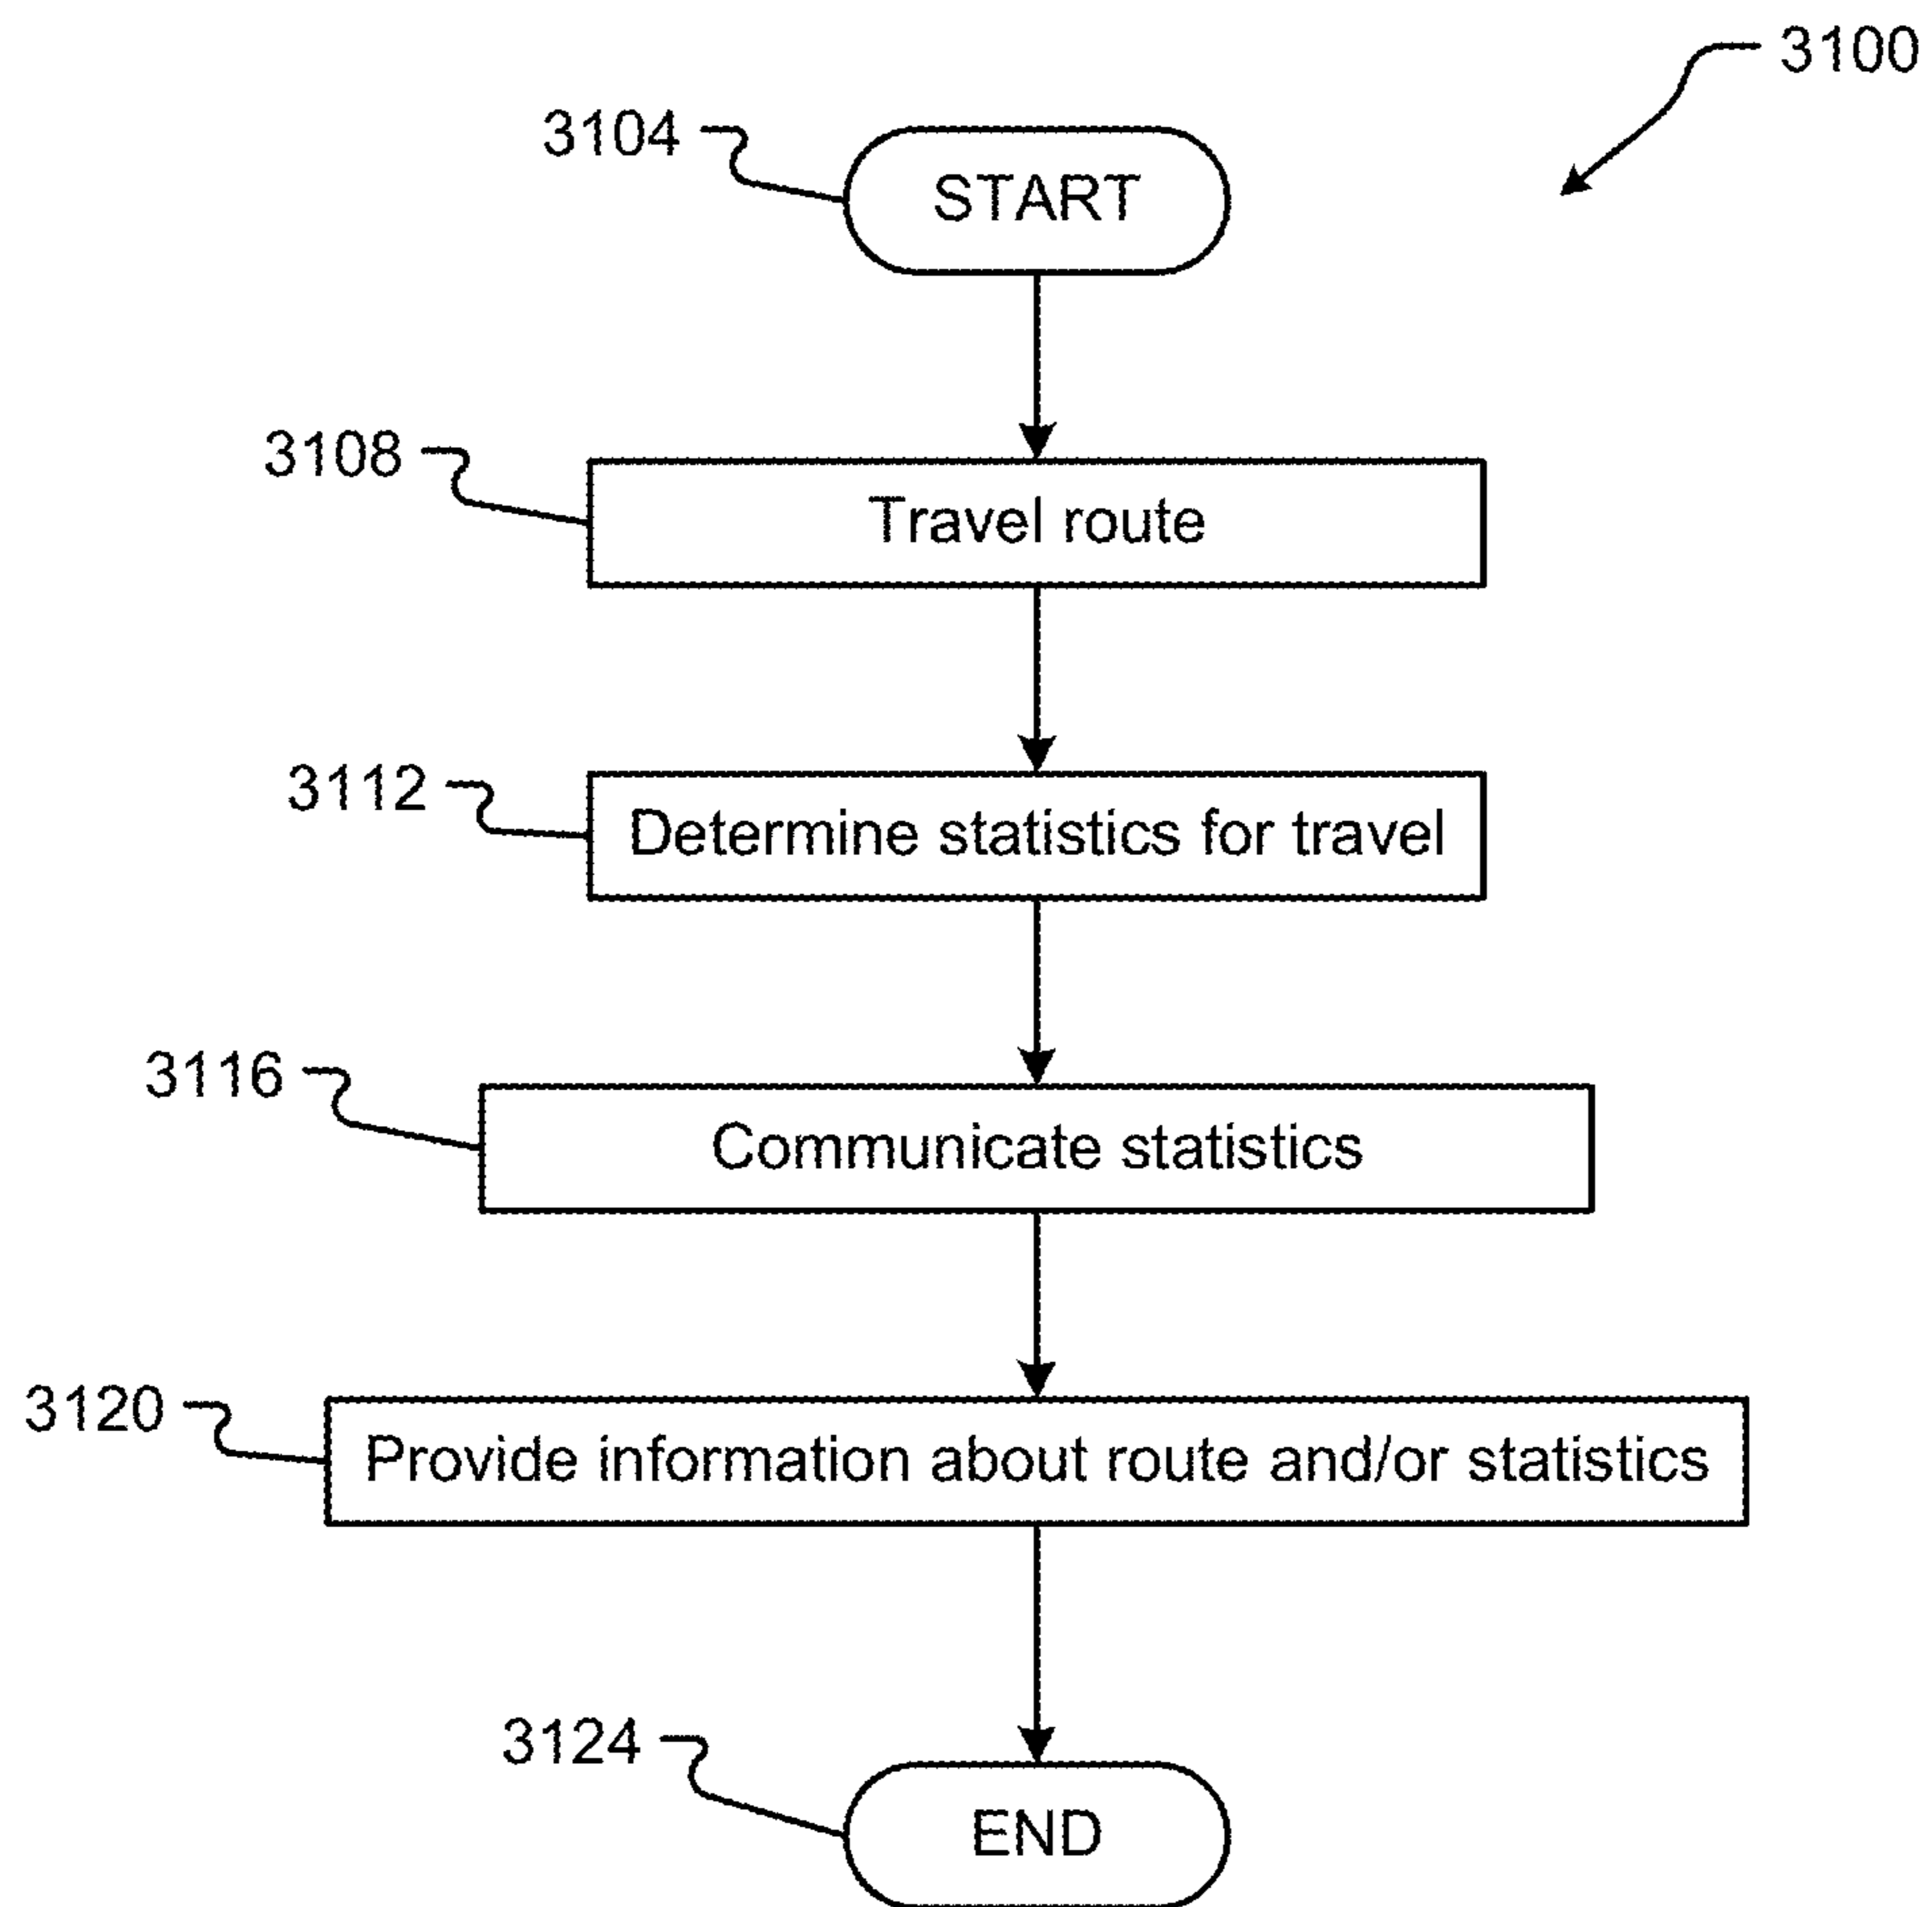 3100
3104
START
3108
Travel route
3112
Determine statistics for travel
3116
Communicate statistics
3120
Provide information about route and/or statistics
3124
END